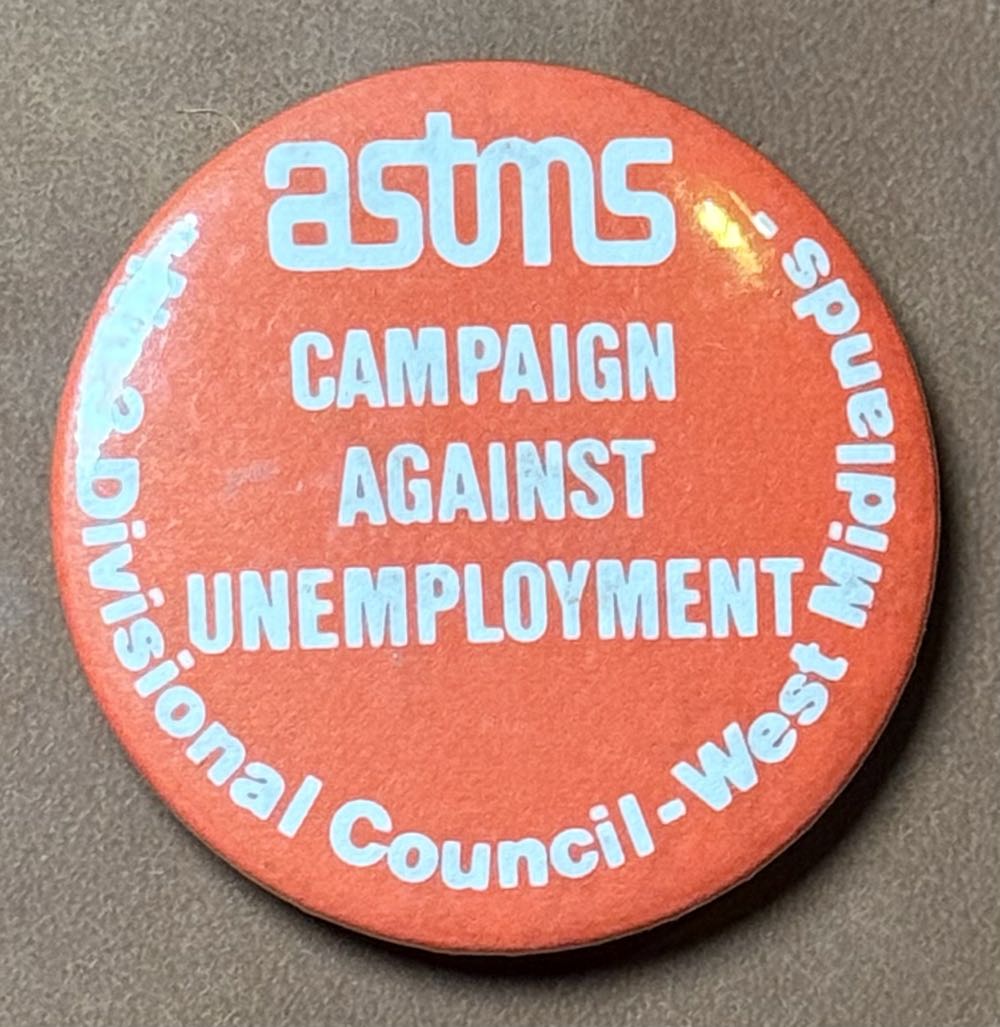 astms
CAMPAIGN
AGAINST
UNEMPLOYMENT
Divisional Council - West Midlands -